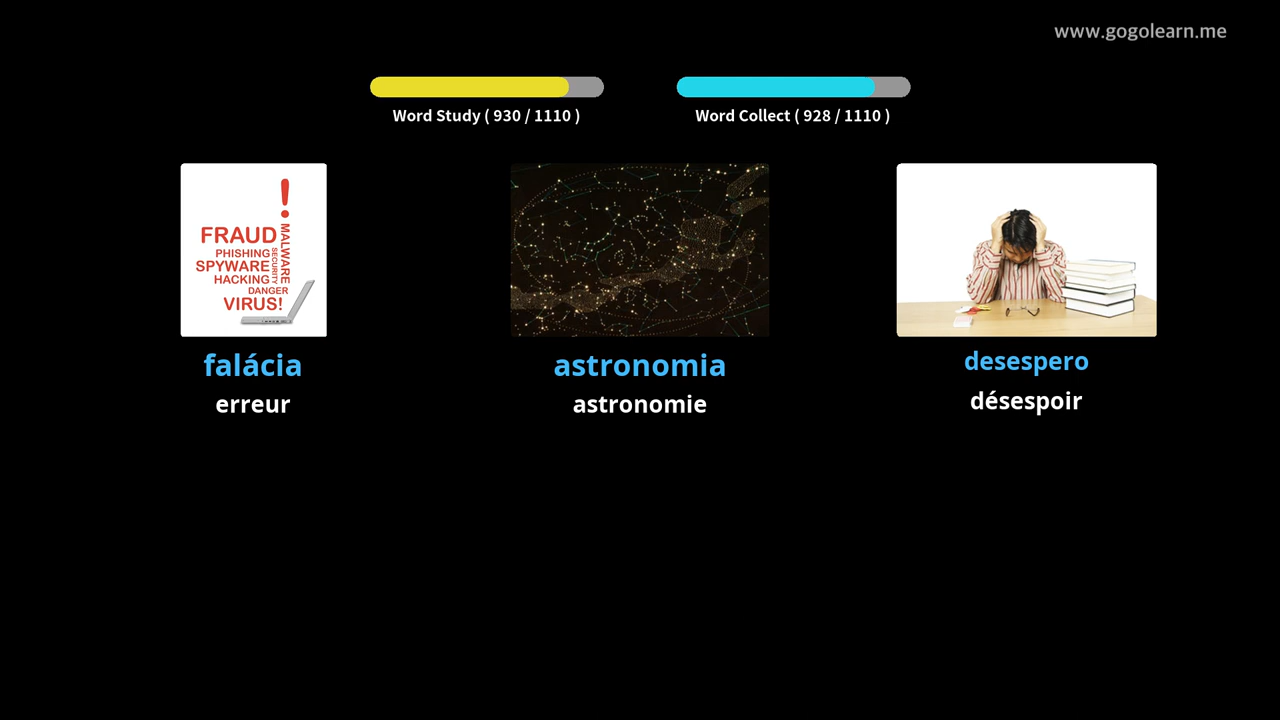 www.gogolearn.me
Word Study ( 930 / 1110 )
Word Collect ( 928 / 1110 )
!
FRAUD
PHISHING
SPYWARE
HACKING
DANGER
VIRUS!
MALWARE
SECURITY
falácia
erreur
astronomia
astronomie
desespero
désespoir